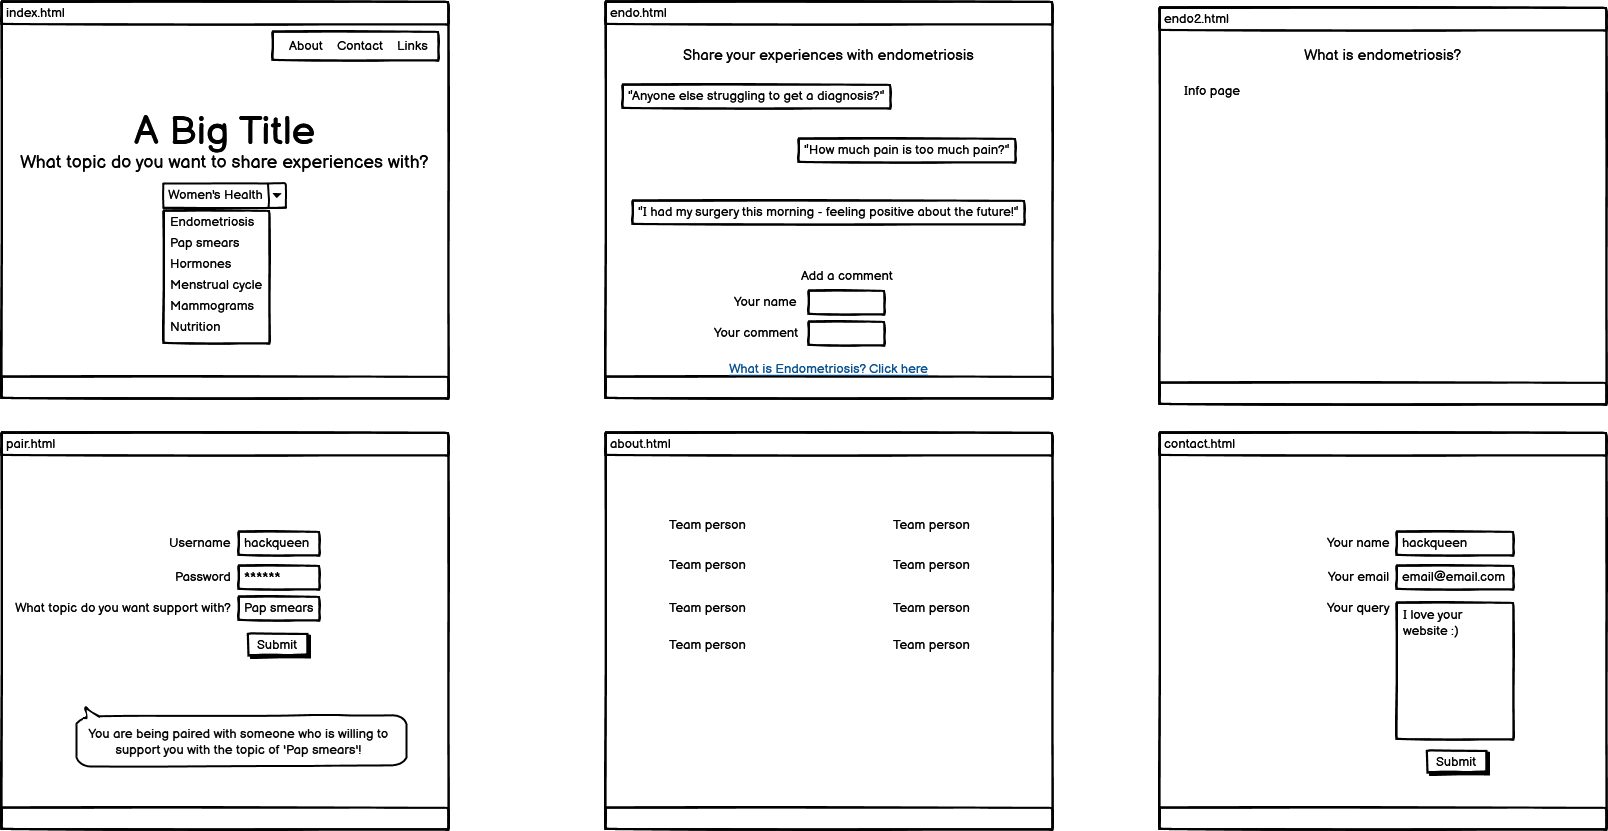 index.html
About Contact Links
A Big Title
What topic do you want to share experiences with?
Women's Health
Endometriosis
Pap smears
Hormones
Menstrual cycle
Mammograms
Nutrition
endo.html
Share your experiences with endometriosis
"Anyone else struggling to get a diagnosis?"
"How much pain is too much pain?"
"I had my surgery this morning - feeling positive about the future!"
Add a comment
Your name
Your comment
What is Endometriosis? Click here
endo2.html
What is endometriosis?
Info page
pair.html
Username hackqueen
Password ******
What topic do you want support with? Pap smears
Submit
You are being paired with someone who is willing to
support you with the topic of 'Pap smears'!
about.html
Team person Team person
Team person Team person
Team person Team person
Team person Team person
contact.html
Your name hackqueen
Your email email@email.com
Your query I love your
website :)
Submit